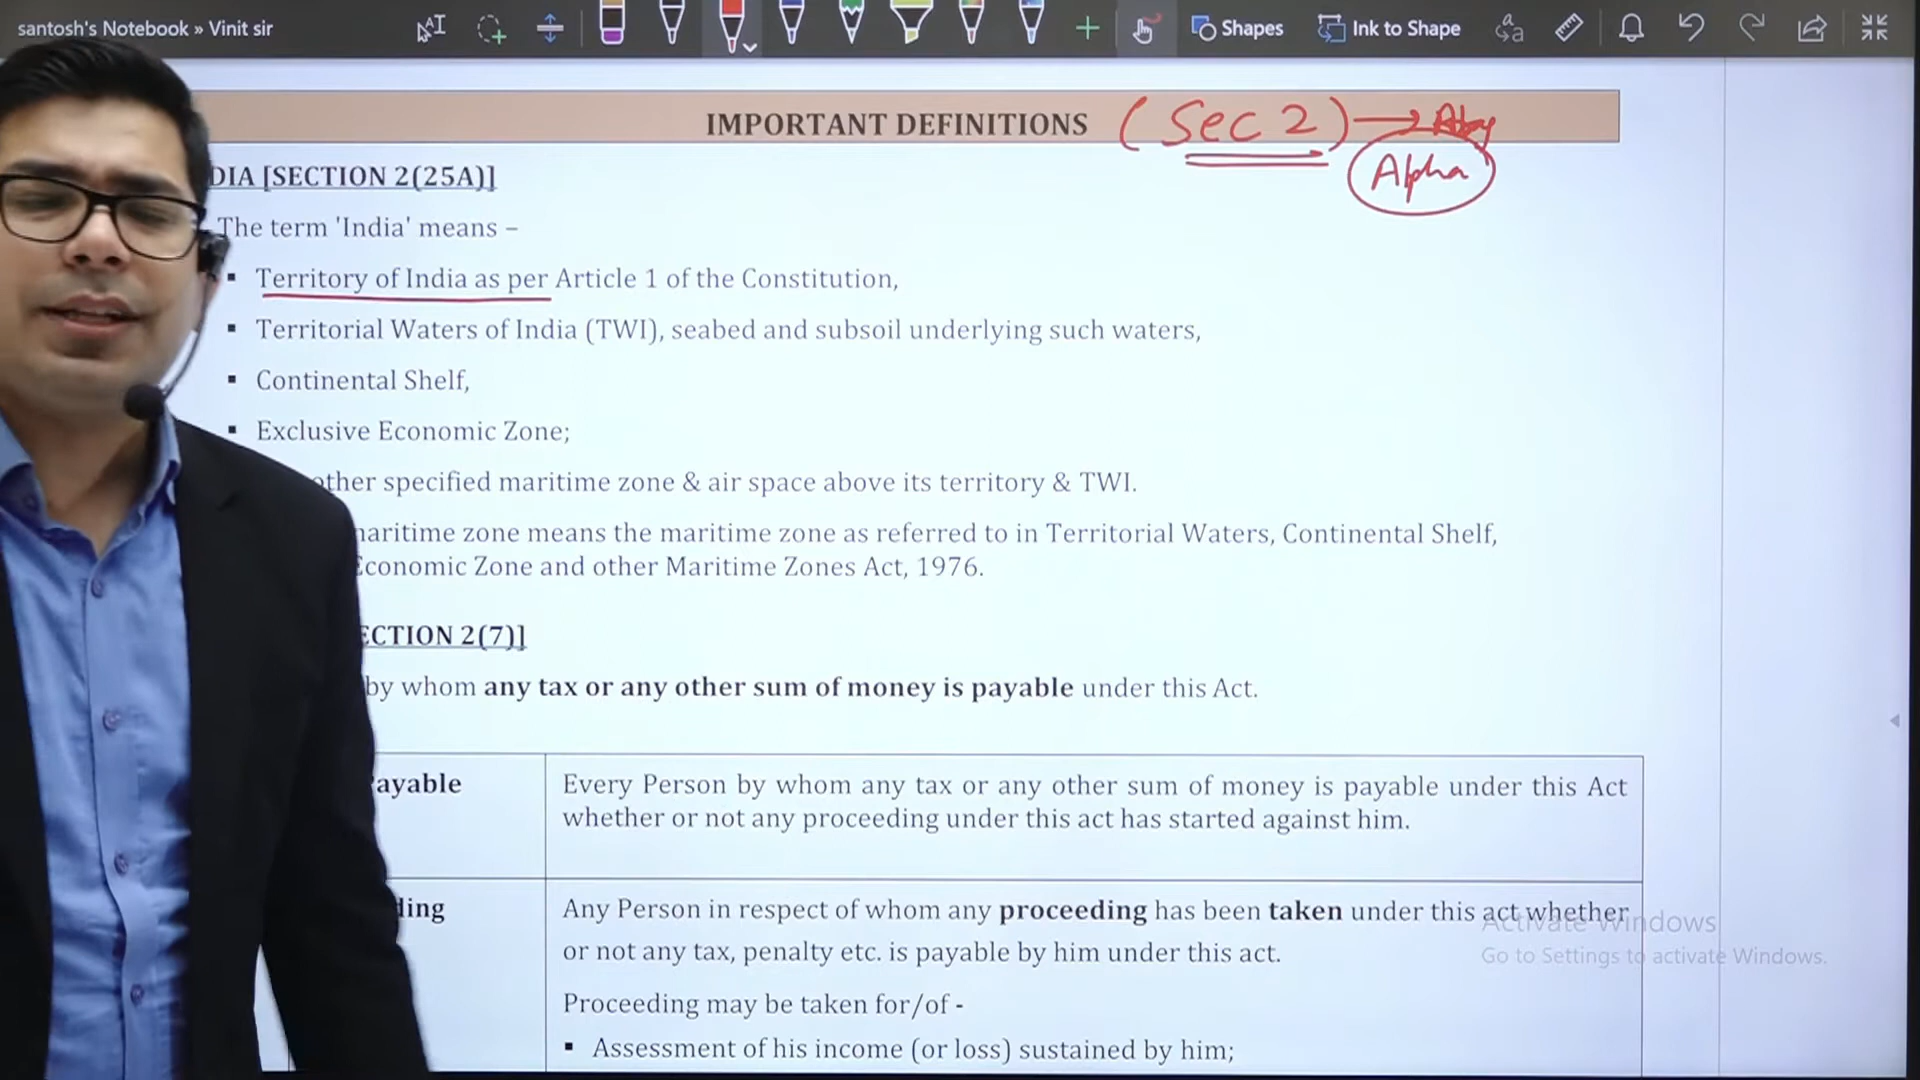 santosh's Notebook » Vinit sir
Shapes
Ink to Shape
IMPORTANT DEFINITIONS (Sec 2) →
Alpha
DIA [SECTION 2(25A)]
The term 'India' means –
▪ Territory of India as per Article 1 of the Constitution,
▪ Territorial Waters of India (TWI), seabed and subsoil underlying such waters,
▪ Continental Shelf,
▪ Exclusive Economic Zone;
other specified maritime zone & air space above its territory & TWI.
maritime zone means the maritime zone as referred to in Territorial Waters, Continental Shelf,
Economic Zone and other Maritime Zones Act, 1976.
ECTION 2(7)]
by whom any tax or any other sum of money is payable under this Act.
ayable
Every Person by whom any tax or any other sum of money is payable under this Act
whether or not any proceeding under this act has started against him.
ding
Any Person in respect of whom any proceeding has been taken under this act whether
or not any tax, penalty etc. is payable by him under this act.
Proceeding may be taken for/of -
▪ Assessment of his income (or loss) sustained by him;
Activate Windows
Go to Settings to activate Windows.